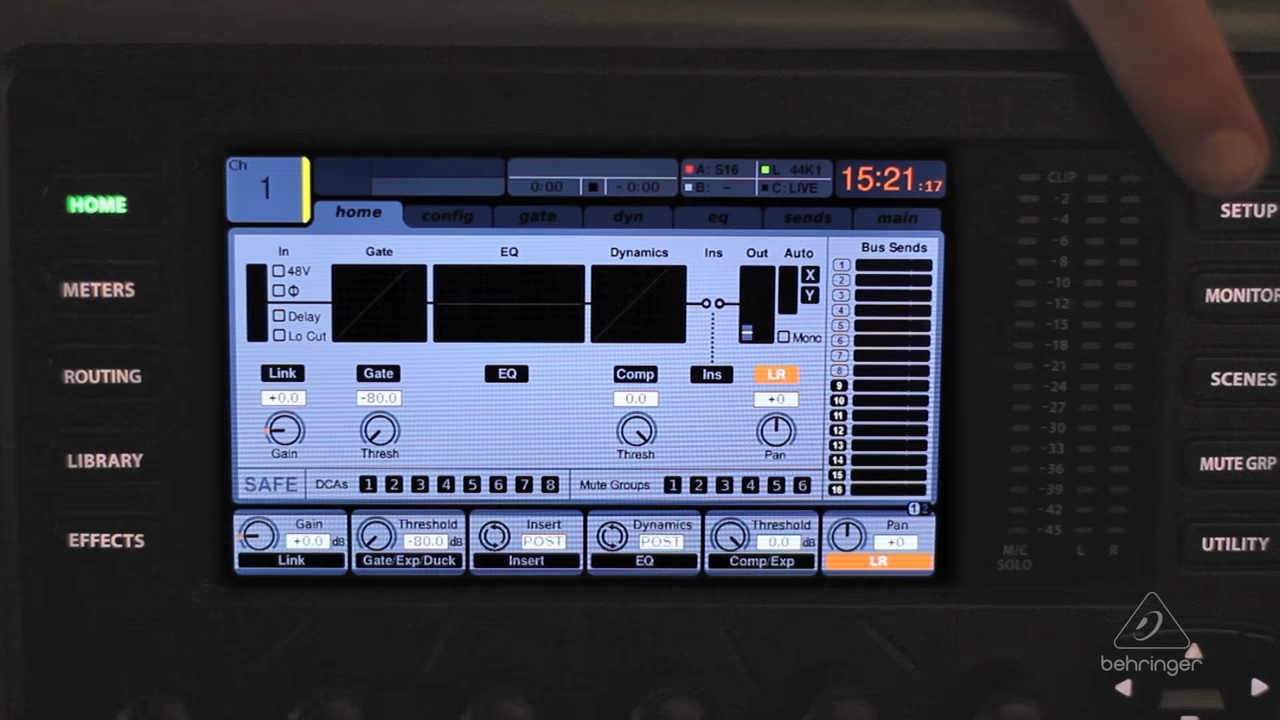 Ch
1
0:00 - 0:00
A: S16 L 44K1
B: - C: LIVE
15:21:17
home config gate dyn eq sends main
In Gate EQ Dynamics Ins Out Auto Bus Sends
48V
Φ
Delay
Lo Cut
X
Y
Mono
1
2
3
4
5
6
7
8
9
10
11
12
13
14
15
16
Link Gate EQ Comp Ins LR
+0.0 -80.0 0.0 +0
Gain Thresh Thresh Pan
SAFE DCAs 1 2 3 4 5 6 7 8 Mute Groups 1 2 3 4 5 6
1 2
Gain
+0.0 dB
Link
Threshold
-80.0 dB
Gate/Exp/Duck
Insert
POST
Insert
Dynamics
POST
EQ
Threshold
0.0 dB
Comp/Exp
Pan
+0
LR
HOME
METERS
ROUTING
LIBRARY
EFFECTS
CLIP
-2
-4
-6
-8
-10
-12
-15
-18
-21
-24
-27
-30
-33
-36
-39
-42
-45
M/C
SOLO
L R
SETUP
MONITOR
SCENES
MUTE GRP
UTILITY
behringer